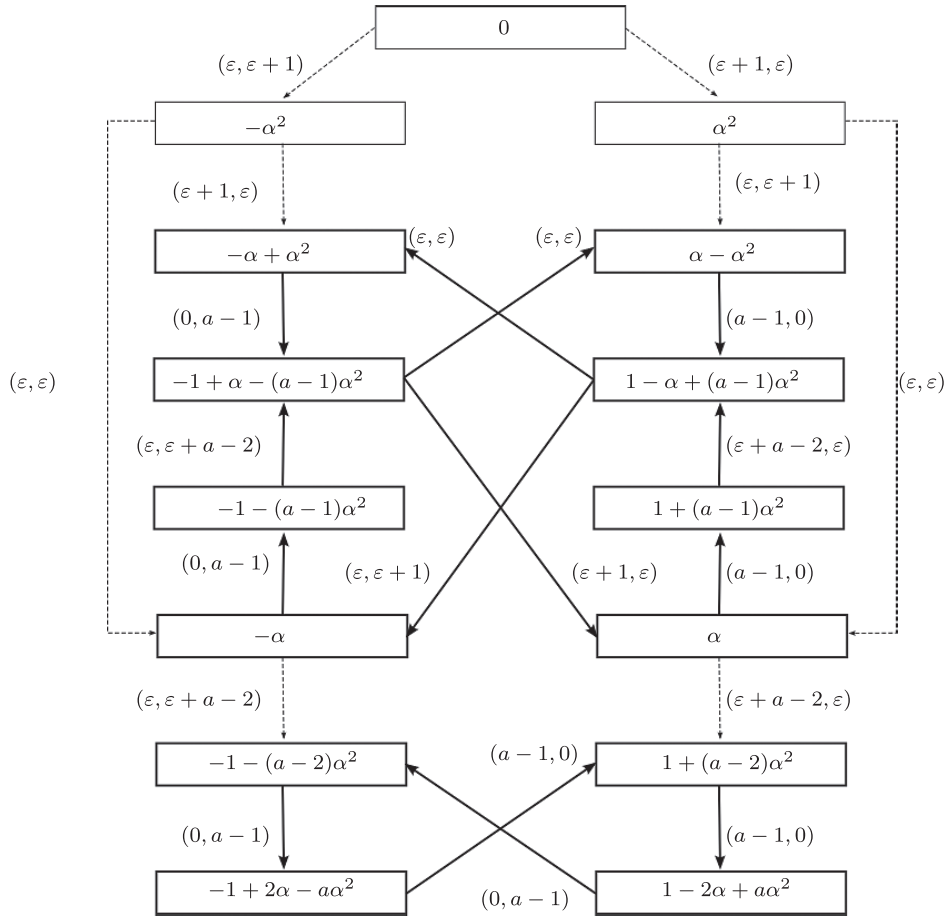 0
(ε, ε + 1)
(ε + 1, ε)
−α²
α²
(ε + 1, ε)
(ε, ε + 1)
−α + α²
(ε, ε)
(ε, ε)
α − α²
(0, a − 1)
(a − 1, 0)
(ε, ε)
−1 + α − (a − 1)α²
1 − α + (a − 1)α²
(ε, ε)
(ε, ε + a − 2)
(ε + a − 2, ε)
−1 − (a − 1)α²
1 + (a − 1)α²
(0, a − 1)
(ε, ε + 1)
(ε + 1, ε)
(a − 1, 0)
−α
α
(ε, ε + a − 2)
(ε + a − 2, ε)
−1 − (a − 2)α²
(a − 1, 0)
1 + (a − 2)α²
(0, a − 1)
(a − 1, 0)
−1 + 2α − aα²
(0, a − 1)
1 − 2α + aα²